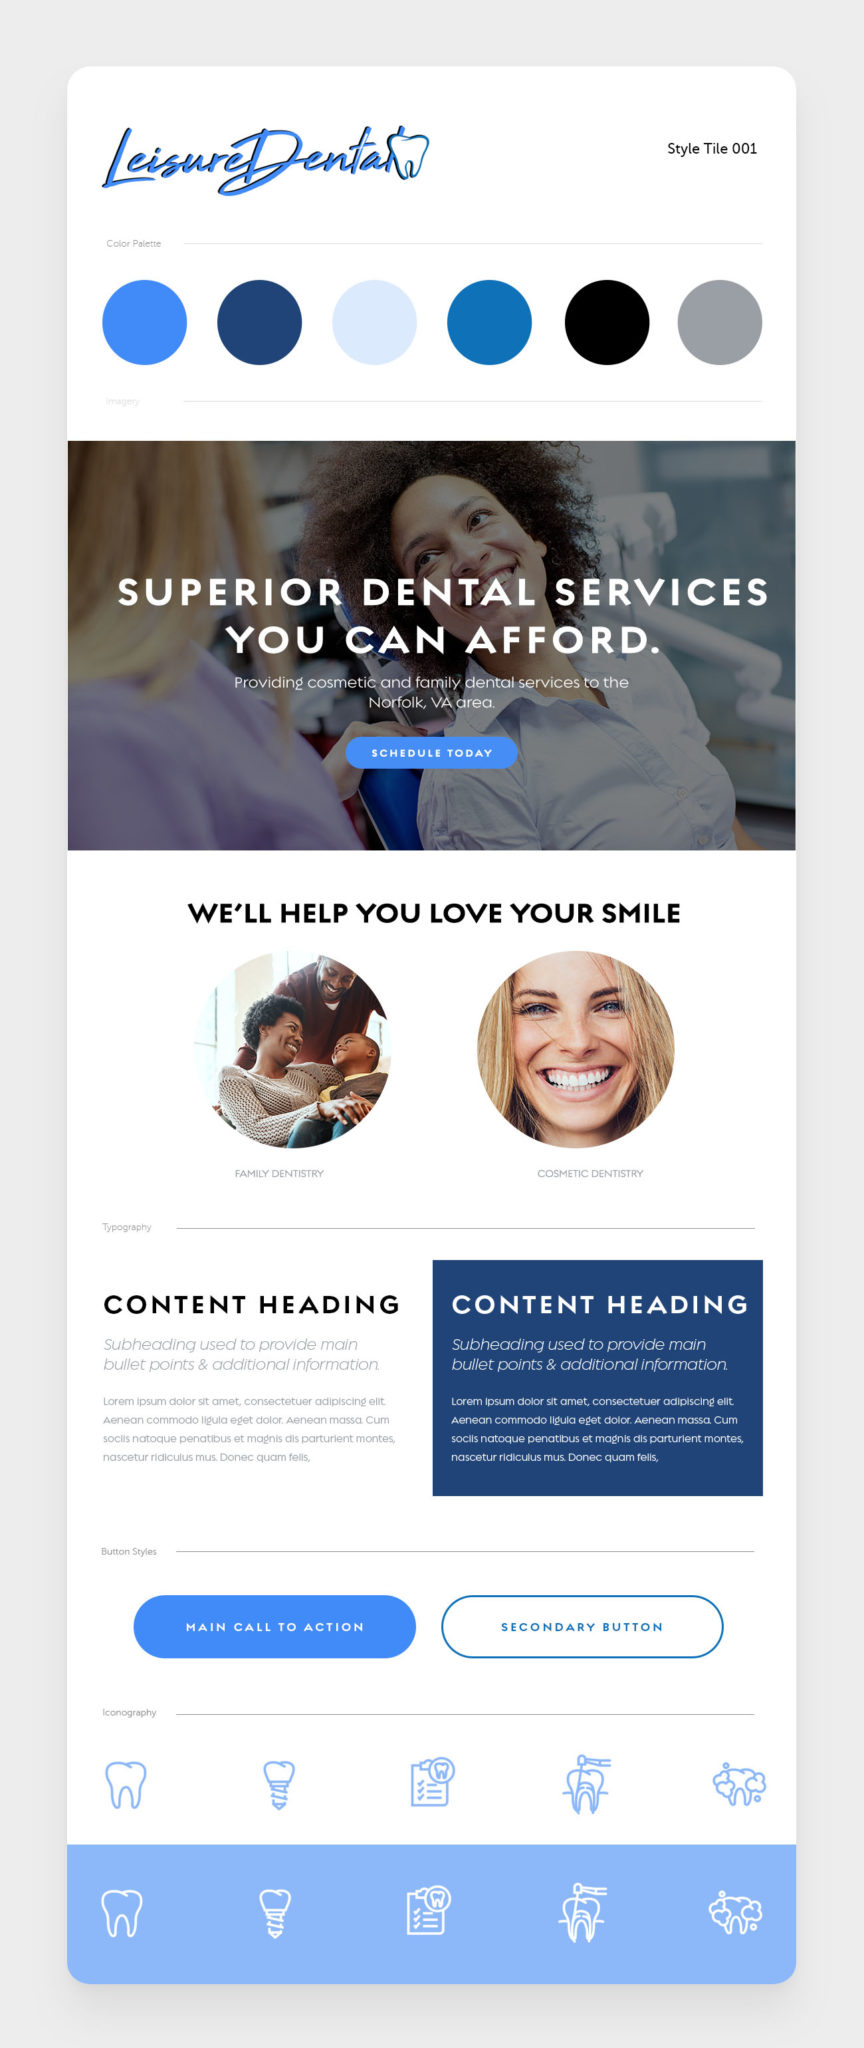 LeisureDental
Style Tile 001
Color Palette
Imagery
SUPERIOR DENTAL SERVICES
YOU CAN AFFORD.
Providing cosmetic and family dental services to the
Norfolk, VA area.
SCHEDULE TODAY
WE'LL HELP YOU LOVE YOUR SMILE
FAMILY DENTISTRY
COSMETIC DENTISTRY
Typography
CONTENT HEADING
Subheading used to provide main
bullet points & additional information.
Lorem ipsum dolor sit amet, consectetuer adipiscing elit.
Aenean commodo ligula eget dolor. Aenean massa. Cum
sociis natoque penatibus et magnis dis parturient montes,
nascetur ridiculus mus. Donec quam felis,
CONTENT HEADING
Subheading used to provide main
bullet points & additional information.
Lorem ipsum dolor sit amet, consectetuer adipiscing elit.
Aenean commodo ligula eget dolor. Aenean massa. Cum
sociis natoque penatibus et magnis dis parturient montes,
nascetur ridiculus mus. Donec quam felis,
Button Styles
MAIN CALL TO ACTION
SECONDARY BUTTON
Iconography